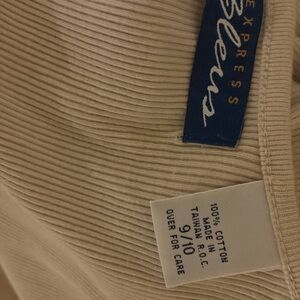 EXPRESS
Bleus
100% COTTON
MADE IN
TAIWAN R.O.C.
9/10
OVER FOR CARE